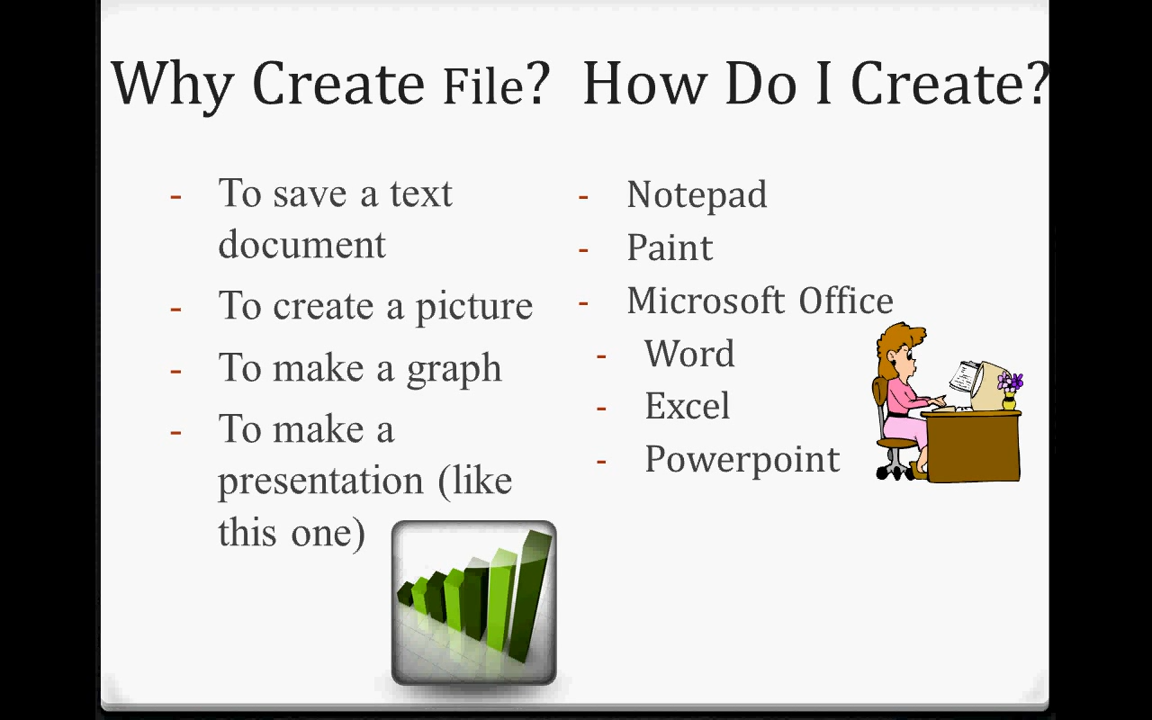 Why Create File? How Do I Create?
- To save a text
document
- To create a picture
- To make a graph
- To make a
presentation (like
this one)
- Notepad
- Paint
- Microsoft Office
- Word
- Excel
- Powerpoint